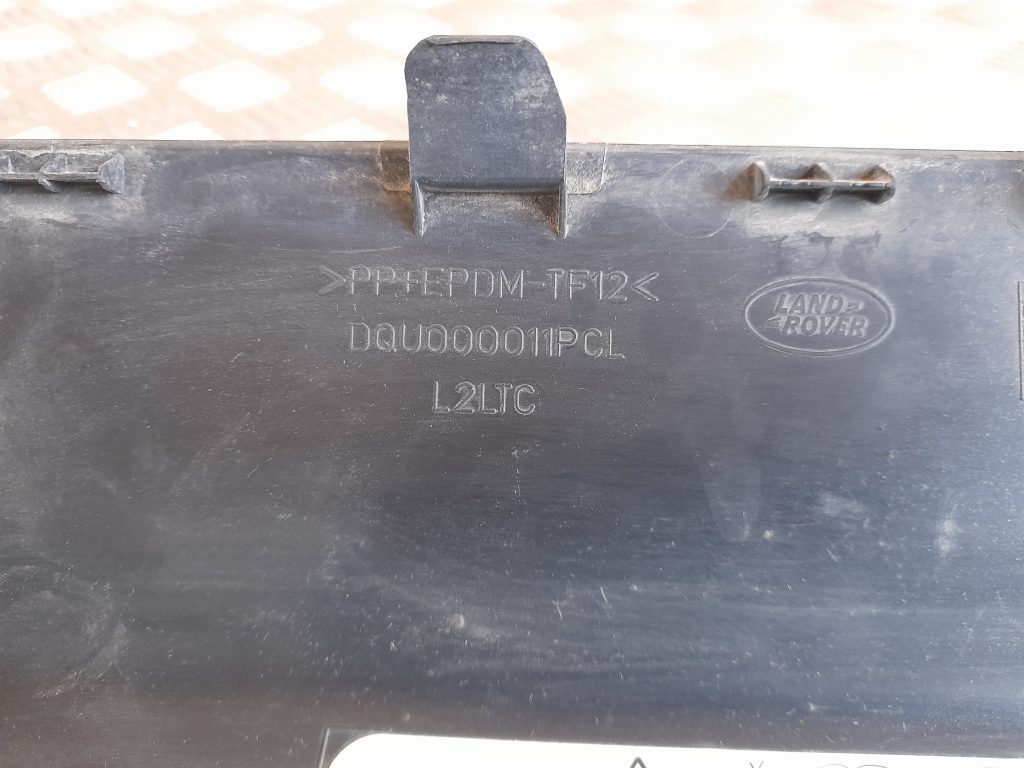 >PP+EPDM-TF12<
DQU000011PCL
L2LTC
LAND
ROVER